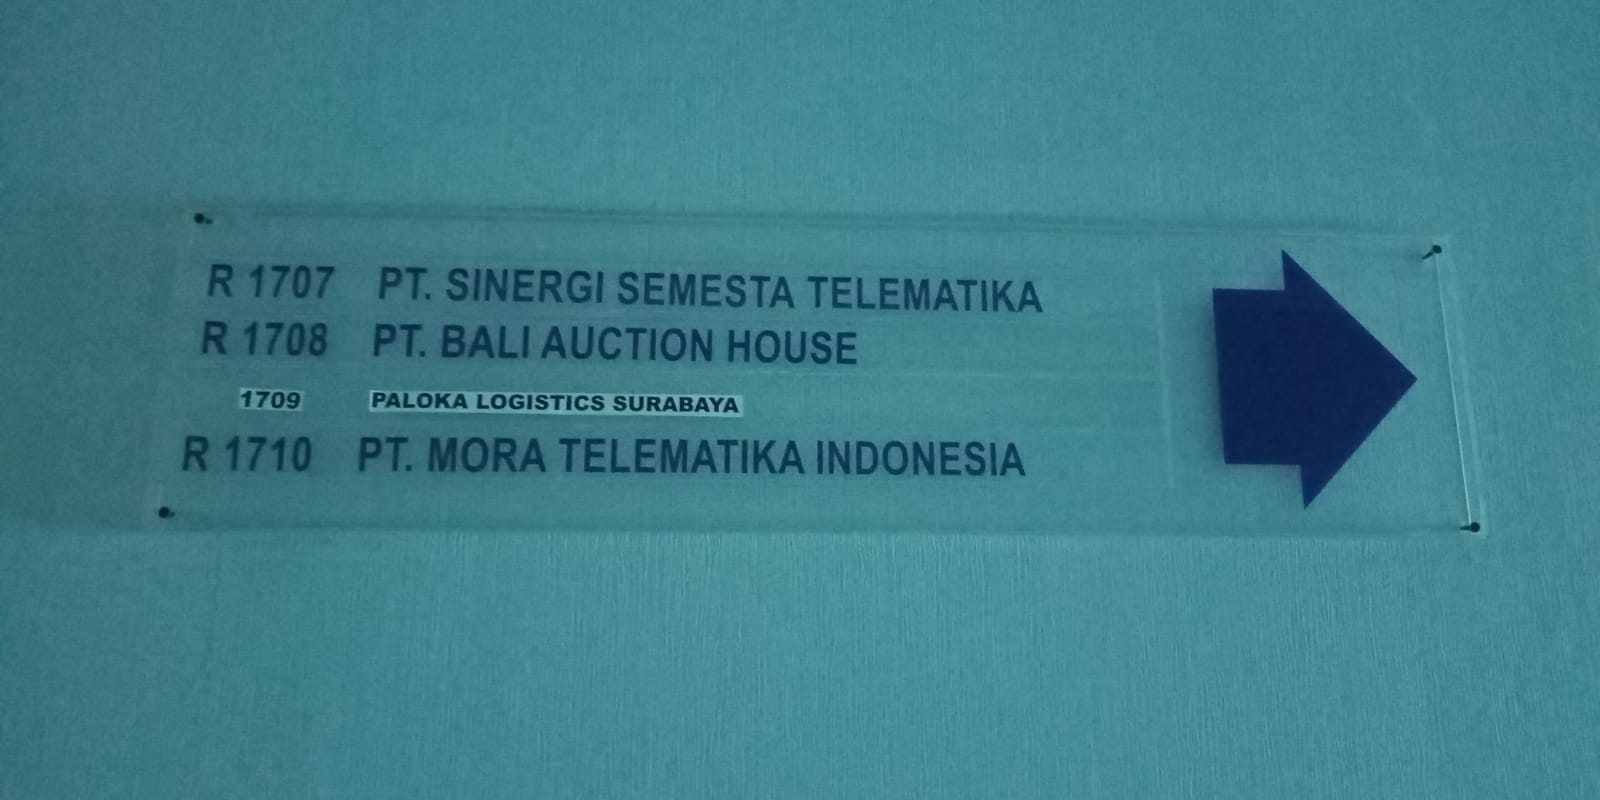 R 1707 PT. SINERGI SEMESTA TELEMATIKA
R 1708 PT. BALI AUCTION HOUSE
1709 PALOKA LOGISTICS SURABAYA
R 1710 PT. MORA TELEMATIKA INDONESIA